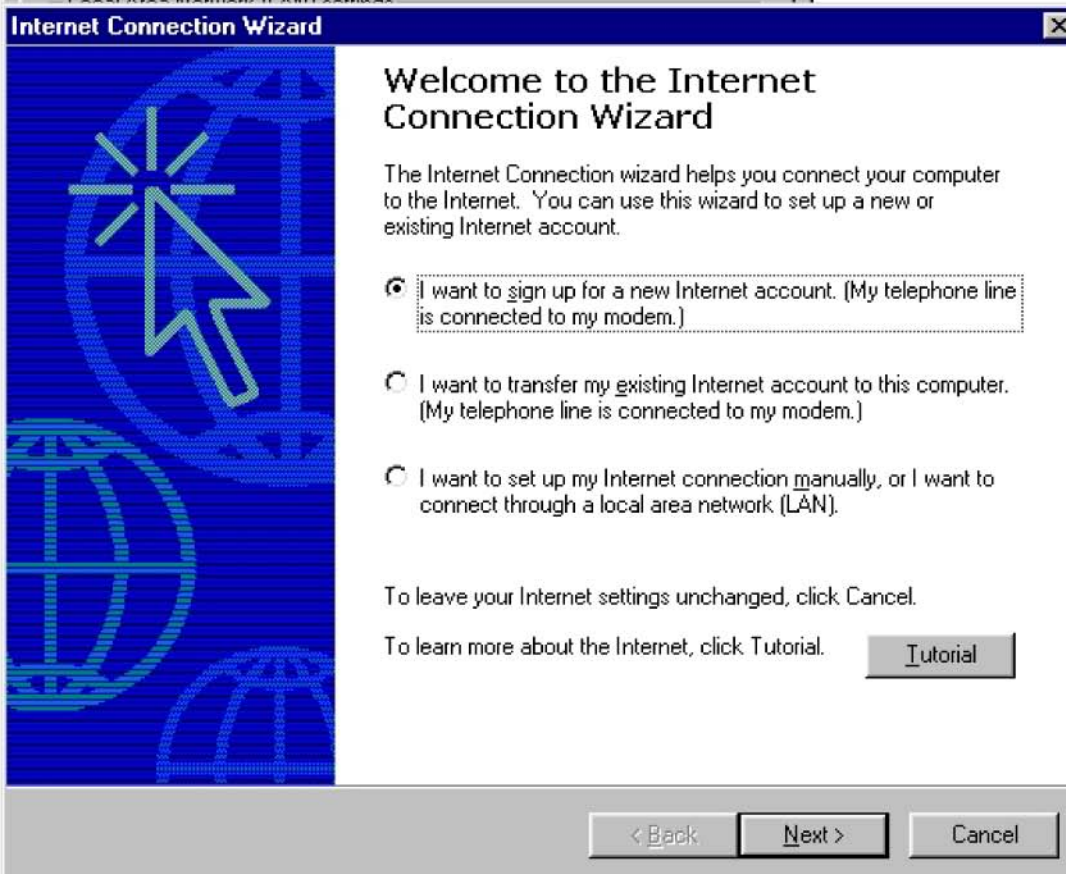 Internet Connection Wizard
Welcome to the Internet
Connection Wizard
The Internet Connection wizard helps you connect your computer
to the Internet.  You can use this wizard to set up a new or
existing Internet account.
I want to sign up for a new Internet account. (My telephone line
is connected to my modem.)
I want to transfer my existing Internet account to this computer.
(My telephone line is connected to my modem.)
I want to set up my Internet connection manually, or I want to
connect through a local area network (LAN).
To leave your Internet settings unchanged, click Cancel.
To learn more about the Internet, click Tutorial.
Tutorial
< Back
Next >
Cancel